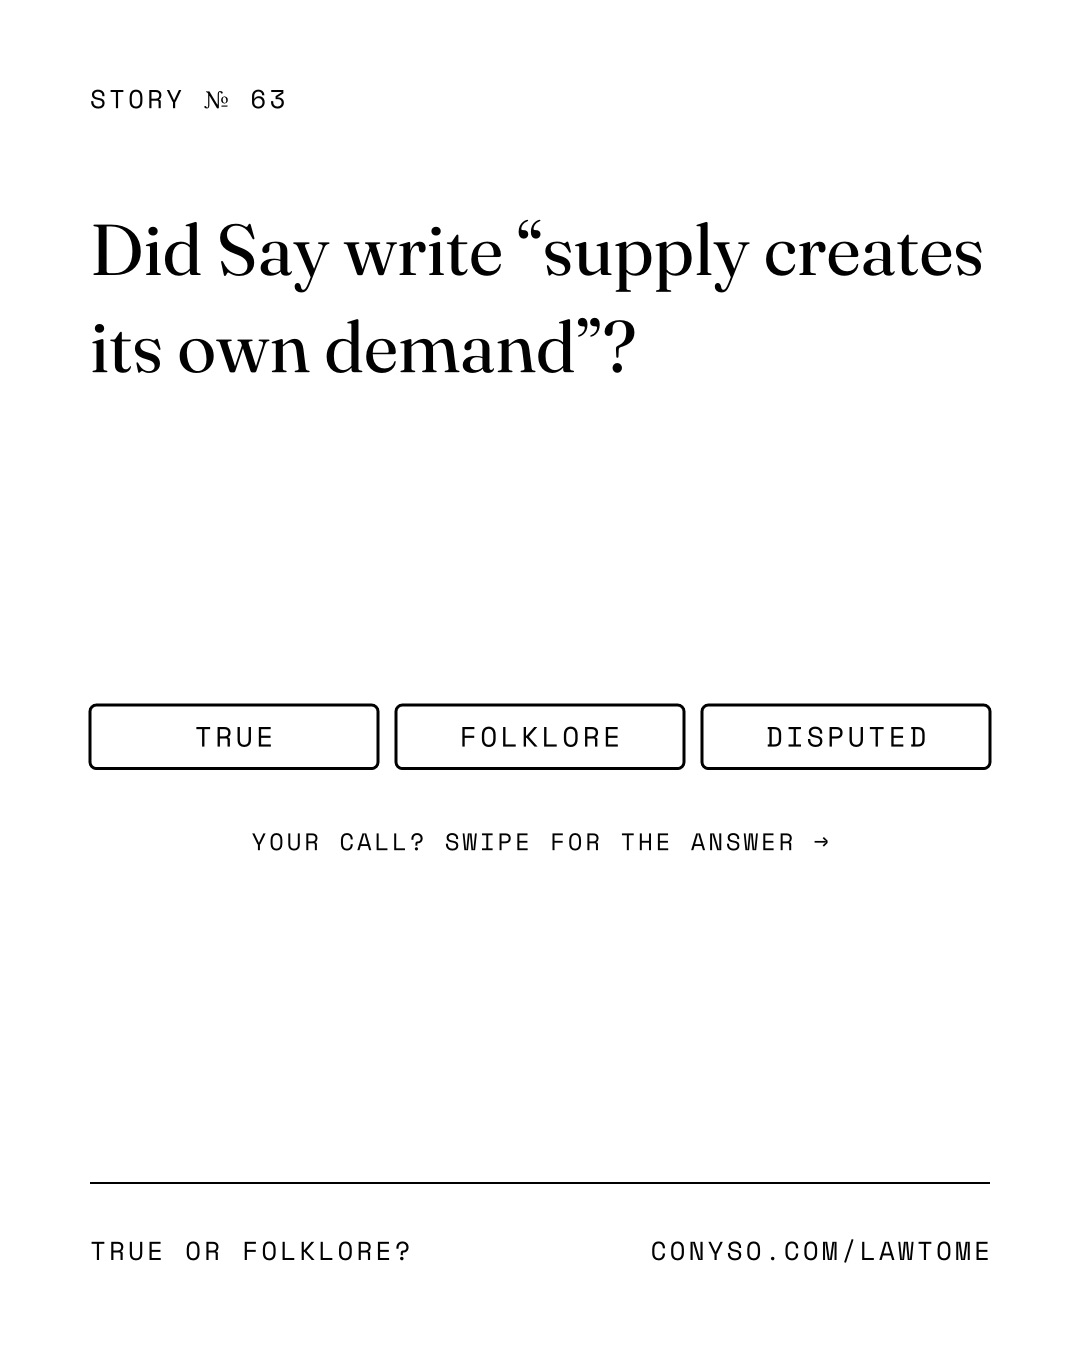 STORY № 63
Did Say write “supply creates
its own demand”?
TRUE
FOLKLORE
DISPUTED
YOUR CALL? SWIPE FOR THE ANSWER →
TRUE OR FOLKLORE?
CONYSO.COM/LAWTOME